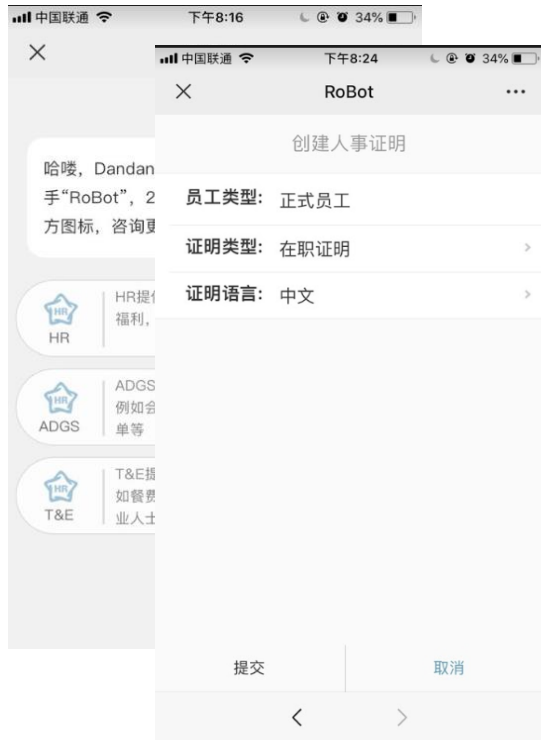 中国联通
下午8:16
34%
哈喽，Dandan
手“RoBot”，2
方图标，咨询更
HR
HR提供
福利，
HR
ADGS
例如会
单等
HR
ADGS
T&E提
如餐费
业人士
HR
T&E
中国联通
下午8:24
34%
RoBot
创建人事证明
员工类型: 正式员工
证明类型: 在职证明
证明语言: 中文
提交
取消